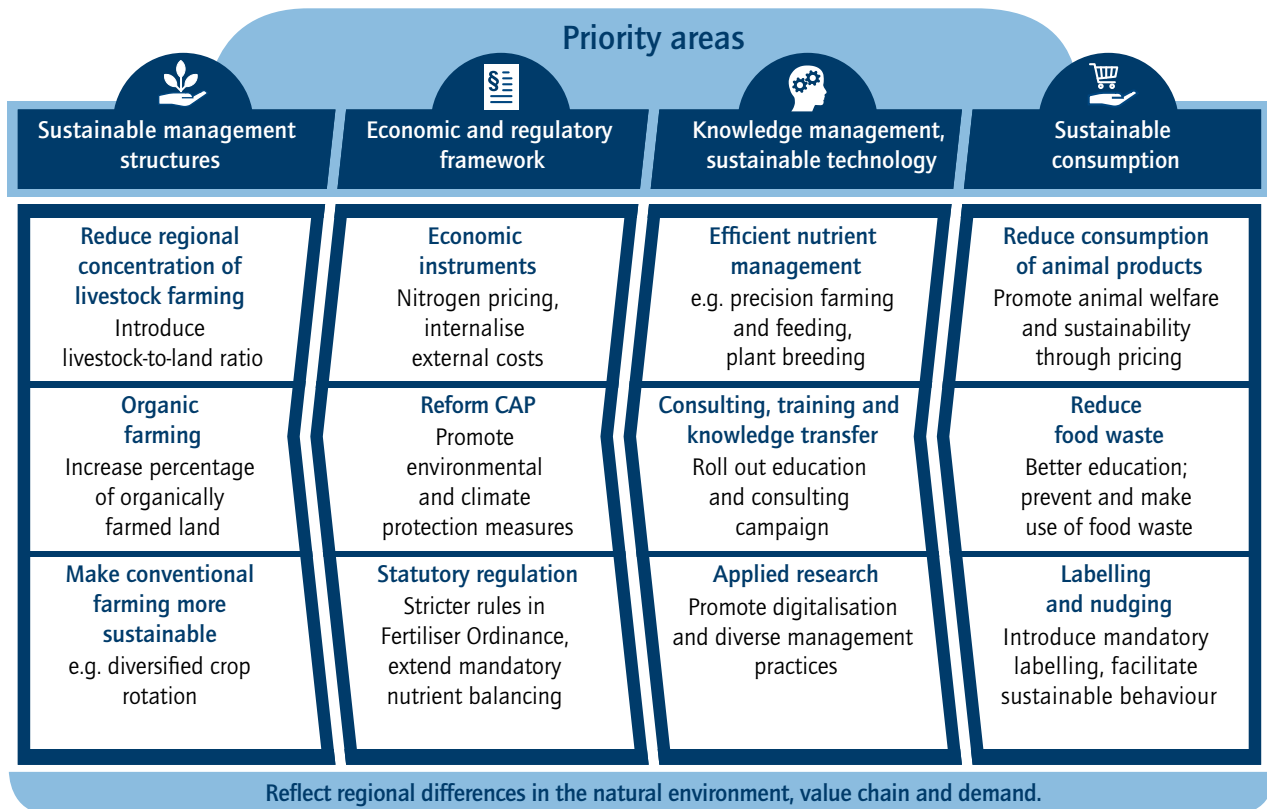 Priority areas
Sustainable management
structures
Economic and regulatory
framework
Knowledge management,
sustainable technology
Sustainable
consumption
§
Reduce regional
concentration of
livestock farming
Introduce
livestock-to-land ratio
Organic
farming
Increase percentage
of organically
farmed land
Make conventional
farming more
sustainable
e.g. diversified crop
rotation
Economic
instruments
Nitrogen pricing,
internalise
external costs
Reform CAP
Promote
environmental
and climate
protection measures
Statutory regulation
Stricter rules in
Fertiliser Ordinance,
extend mandatory
nutrient balancing
Efficient nutrient
management
e.g. precision farming
and feeding,
plant breeding
Consulting, training and
knowledge transfer
Roll out education
and consulting
campaign
Applied research
Promote digitalisation
and diverse management
practices
Reduce consumption
of animal products
Promote animal welfare
and sustainability
through pricing
Reduce
food waste
Better education;
prevent and make
use of food waste
Labelling
and nudging
Introduce mandatory
labelling, facilitate
sustainable behaviour
Reflect regional differences in the natural environment, value chain and demand.